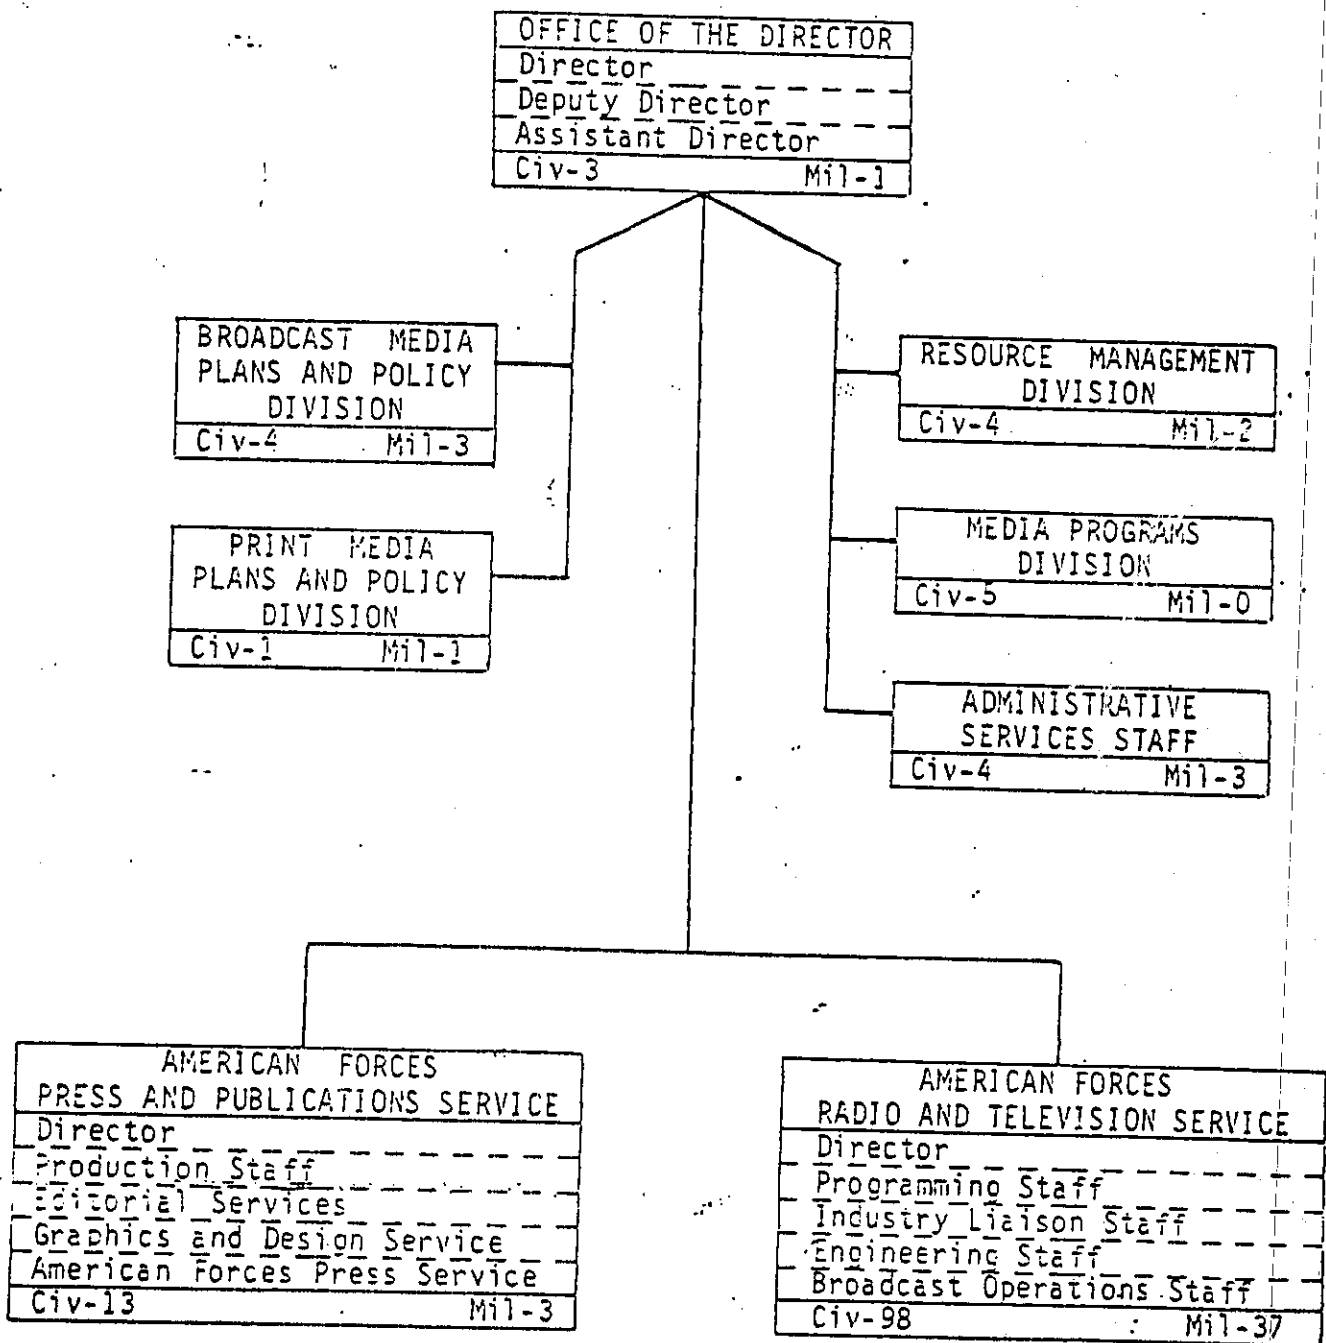 OFFICE OF THE DIRECTOR
Director
Deputy Director
Assistant Director
Civ-3 Mil-1
BROADCAST MEDIA
PLANS AND POLICY
DIVISION
Civ-4 Mil-3
PRINT MEDIA
PLANS AND POLICY
DIVISION
Civ-1 Mil-1
RESOURCE MANAGEMENT
DIVISION
Civ-4 Mil-2
MEDIA PROGRAMS
DIVISION
Civ-5 Mil-0
ADMINISTRATIVE
SERVICES STAFF
Civ-4 Mil-3
AMERICAN FORCES
PRESS AND PUBLICATIONS SERVICE
Director
Production Staff
Editorial Services
Graphics and Design Service
American Forces Press Service
Civ-13 Mil-3
AMERICAN FORCES
RADIO AND TELEVISION SERVICE
Director
Programming Staff
Industry Liaison Staff
Engineering Staff
Broadcast Operations Staff
Civ-98 Mil-37